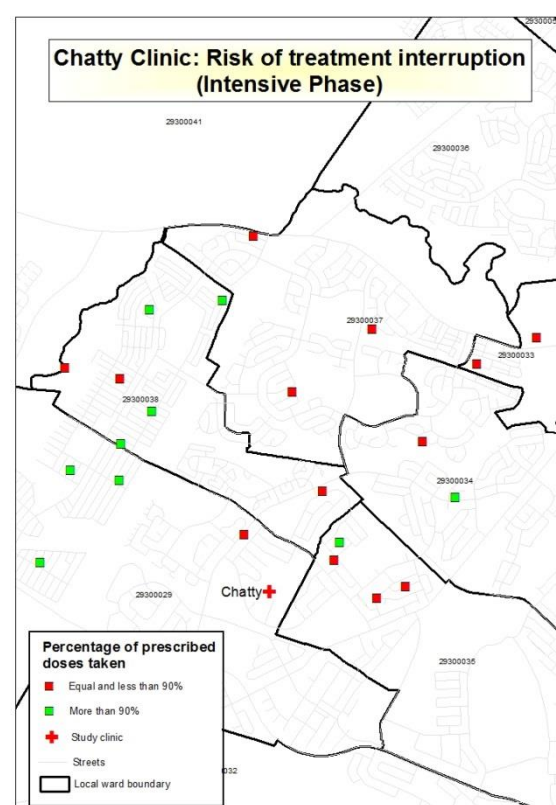 Chatty Clinic: Risk of treatment interruption
(Intensive Phase)
29300041
29300036
29300037
29300033
29300038
29300034
29300029
Chatty
29300035
Percentage of prescribed
doses taken
Equal and less than 90%
More than 90%
Study clinic
Streets
Local ward boundary